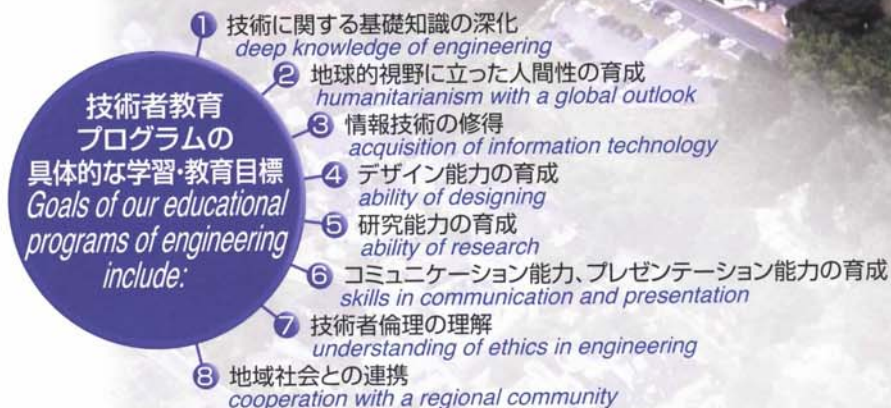 技術者教育
プログラムの
具体的な学習・教育目標
Goals of our educational
programs of engineering
include:
1 技術に関する基礎知識の深化
deep knowledge of engineering
2 地球的視野に立った人間性の育成
humanitarianism with a global outlook
3 情報技術の修得
acquisition of information technology
4 デザイン能力の育成
ability of designing
5 研究能力の育成
ability of research
6 コミュニケーション能力、プレゼンテーション能力の育成
skills in communication and presentation
7 技術者倫理の理解
understanding of ethics in engineering
8 地域社会との連携
cooperation with a regional community